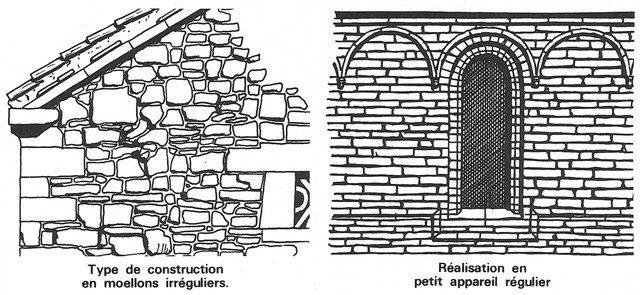 Type de construction
en moellons irréguliers.
Réalisation en
petit appareil régulier